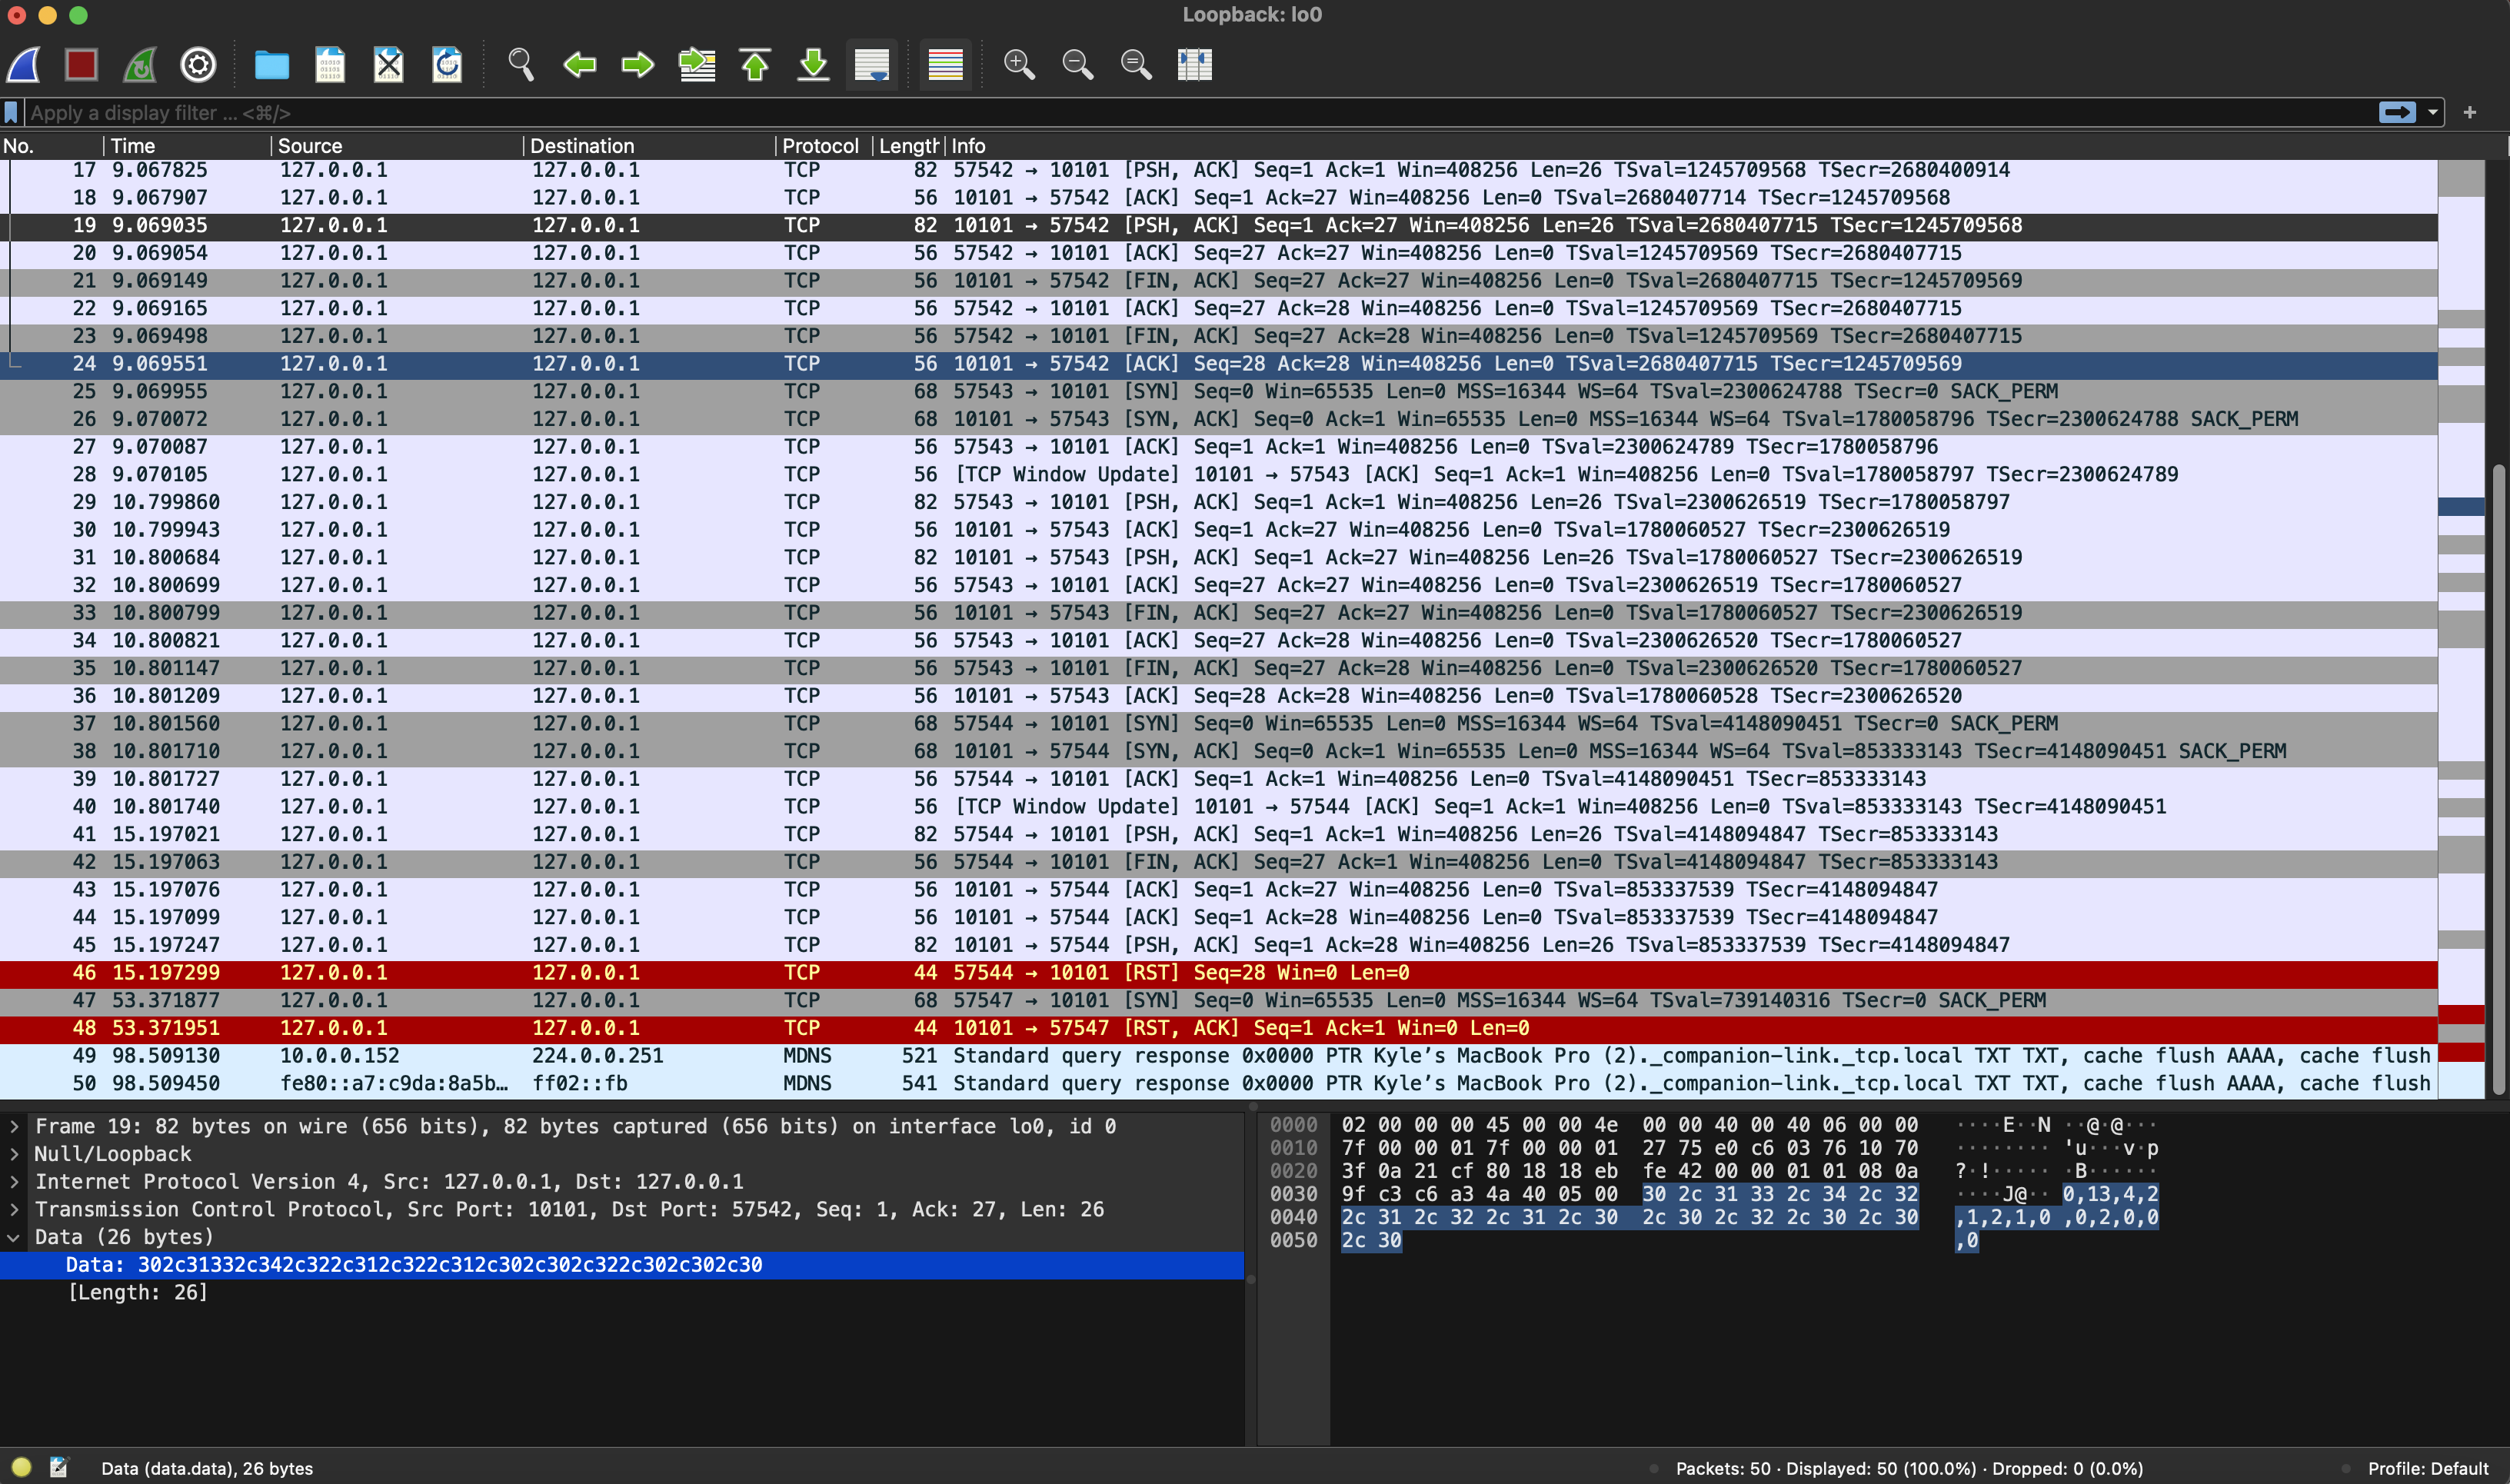 Loopback: lo0
Apply a display filter ... <⌘/>
No. Time Source Destination Protocol Length Info
17 9.067825 127.0.0.1 127.0.0.1 TCP 82 57542 → 10101 [PSH, ACK] Seq=1 Ack=1 Win=408256 Len=26 TSval=1245709568 TSecr=2680400914
18 9.067907 127.0.0.1 127.0.0.1 TCP 56 10101 → 57542 [ACK] Seq=1 Ack=27 Win=408256 Len=0 TSval=2680407714 TSecr=1245709568
19 9.069035 127.0.0.1 127.0.0.1 TCP 82 10101 → 57542 [PSH, ACK] Seq=1 Ack=27 Win=408256 Len=26 TSval=2680407715 TSecr=1245709568
20 9.069054 127.0.0.1 127.0.0.1 TCP 56 57542 → 10101 [ACK] Seq=27 Ack=27 Win=408256 Len=0 TSval=1245709569 TSecr=2680407715
21 9.069149 127.0.0.1 127.0.0.1 TCP 56 10101 → 57542 [FIN, ACK] Seq=27 Ack=27 Win=408256 Len=0 TSval=2680407715 TSecr=1245709569
22 9.069165 127.0.0.1 127.0.0.1 TCP 56 57542 → 10101 [ACK] Seq=27 Ack=28 Win=408256 Len=0 TSval=1245709569 TSecr=2680407715
23 9.069498 127.0.0.1 127.0.0.1 TCP 56 57542 → 10101 [FIN, ACK] Seq=27 Ack=28 Win=408256 Len=0 TSval=1245709569 TSecr=2680407715
24 9.069551 127.0.0.1 127.0.0.1 TCP 56 10101 → 57542 [ACK] Seq=28 Ack=28 Win=408256 Len=0 TSval=2680407715 TSecr=1245709569
25 9.069955 127.0.0.1 127.0.0.1 TCP 68 57543 → 10101 [SYN] Seq=0 Win=65535 Len=0 MSS=16344 WS=64 TSval=2300624788 TSecr=0 SACK_PERM
26 9.070072 127.0.0.1 127.0.0.1 TCP 68 10101 → 57543 [SYN, ACK] Seq=0 Ack=1 Win=65535 Len=0 MSS=16344 WS=64 TSval=1780058796 TSecr=2300624788 SACK_PERM
27 9.070087 127.0.0.1 127.0.0.1 TCP 56 57543 → 10101 [ACK] Seq=1 Ack=1 Win=408256 Len=0 TSval=2300624789 TSecr=1780058796
28 9.070105 127.0.0.1 127.0.0.1 TCP 56 [TCP Window Update] 10101 → 57543 [ACK] Seq=1 Ack=1 Win=408256 Len=0 TSval=1780058797 TSecr=2300624789
29 10.799860 127.0.0.1 127.0.0.1 TCP 82 57543 → 10101 [PSH, ACK] Seq=1 Ack=1 Win=408256 Len=26 TSval=2300626519 TSecr=1780058797
30 10.799943 127.0.0.1 127.0.0.1 TCP 56 10101 → 57543 [ACK] Seq=1 Ack=27 Win=408256 Len=0 TSval=1780060527 TSecr=2300626519
31 10.800684 127.0.0.1 127.0.0.1 TCP 82 10101 → 57543 [PSH, ACK] Seq=1 Ack=27 Win=408256 Len=26 TSval=1780060527 TSecr=2300626519
32 10.800699 127.0.0.1 127.0.0.1 TCP 56 57543 → 10101 [ACK] Seq=27 Ack=27 Win=408256 Len=0 TSval=2300626519 TSecr=1780060527
33 10.800799 127.0.0.1 127.0.0.1 TCP 56 10101 → 57543 [FIN, ACK] Seq=27 Ack=27 Win=408256 Len=0 TSval=1780060527 TSecr=2300626519
34 10.800821 127.0.0.1 127.0.0.1 TCP 56 57543 → 10101 [ACK] Seq=27 Ack=28 Win=408256 Len=0 TSval=2300626520 TSecr=1780060527
35 10.801147 127.0.0.1 127.0.0.1 TCP 56 57543 → 10101 [FIN, ACK] Seq=27 Ack=28 Win=408256 Len=0 TSval=2300626520 TSecr=1780060527
36 10.801209 127.0.0.1 127.0.0.1 TCP 56 10101 → 57543 [ACK] Seq=28 Ack=28 Win=408256 Len=0 TSval=1780060528 TSecr=2300626520
37 10.801560 127.0.0.1 127.0.0.1 TCP 68 57544 → 10101 [SYN] Seq=0 Win=65535 Len=0 MSS=16344 WS=64 TSval=4148090451 TSecr=0 SACK_PERM
38 10.801710 127.0.0.1 127.0.0.1 TCP 68 10101 → 57544 [SYN, ACK] Seq=0 Ack=1 Win=65535 Len=0 MSS=16344 WS=64 TSval=853333143 TSecr=4148090451 SACK_PERM
39 10.801727 127.0.0.1 127.0.0.1 TCP 56 57544 → 10101 [ACK] Seq=1 Ack=1 Win=408256 Len=0 TSval=4148090451 TSecr=853333143
40 10.801740 127.0.0.1 127.0.0.1 TCP 56 [TCP Window Update] 10101 → 57544 [ACK] Seq=1 Ack=1 Win=408256 Len=0 TSval=853333143 TSecr=4148090451
41 15.197021 127.0.0.1 127.0.0.1 TCP 82 57544 → 10101 [PSH, ACK] Seq=1 Ack=1 Win=408256 Len=26 TSval=4148094847 TSecr=853333143
42 15.197063 127.0.0.1 127.0.0.1 TCP 56 57544 → 10101 [FIN, ACK] Seq=27 Ack=1 Win=408256 Len=0 TSval=4148094847 TSecr=853333143
43 15.197076 127.0.0.1 127.0.0.1 TCP 56 10101 → 57544 [ACK] Seq=1 Ack=27 Win=408256 Len=0 TSval=853337539 TSecr=4148094847
44 15.197099 127.0.0.1 127.0.0.1 TCP 56 10101 → 57544 [ACK] Seq=1 Ack=28 Win=408256 Len=0 TSval=853337539 TSecr=4148094847
45 15.197247 127.0.0.1 127.0.0.1 TCP 82 10101 → 57544 [PSH, ACK] Seq=1 Ack=28 Win=408256 Len=26 TSval=853337539 TSecr=4148094847
46 15.197299 127.0.0.1 127.0.0.1 TCP 44 57544 → 10101 [RST] Seq=28 Win=0 Len=0
47 53.371877 127.0.0.1 127.0.0.1 TCP 68 57547 → 10101 [SYN] Seq=0 Win=65535 Len=0 MSS=16344 WS=64 TSval=739140316 TSecr=0 SACK_PERM
48 53.371951 127.0.0.1 127.0.0.1 TCP 44 10101 → 57547 [RST, ACK] Seq=1 Ack=1 Win=0 Len=0
49 98.509130 10.0.0.152 224.0.0.251 MDNS 521 Standard query response 0x0000 PTR Kyle’s MacBook Pro (2)._companion-link._tcp.local TXT TXT, cache flush AAAA, cache flush
50 98.509450 fe80::a7:c9da:8a5b… ff02::fb MDNS 541 Standard query response 0x0000 PTR Kyle’s MacBook Pro (2)._companion-link._tcp.local TXT TXT, cache flush AAAA, cache flush
Frame 19: 82 bytes on wire (656 bits), 82 bytes captured (656 bits) on interface lo0, id 0
Null/Loopback
Internet Protocol Version 4, Src: 127.0.0.1, Dst: 127.0.0.1
Transmission Control Protocol, Src Port: 10101, Dst Port: 57542, Seq: 1, Ack: 27, Len: 26
Data (26 bytes)
Data: 302c31332c342c322c312c322c312c302c302c322c302c302c30
[Length: 26]
0000 02 00 00 00 45 00 00 4e 00 00 40 00 40 06 00 00 ····E··N ··@·@···
0010 7f 00 00 01 7f 00 00 01 27 75 e0 c6 03 76 10 70 ········ 'u···v·p
0020 3f 0a 21 cf 80 18 18 eb fe 42 00 00 01 01 08 0a ?·!····· ·B······
0030 9f c3 c6 a3 4a 40 05 00 30 2c 31 33 2c 34 2c 32 ····J@·· 0,13,4,2
0040 2c 31 2c 32 2c 31 2c 30 2c 30 2c 32 2c 30 2c 30 ,1,2,1,0 ,0,2,0,0
0050 2c 30 ,0
Data (data.data), 26 bytes
Packets: 50 · Displayed: 50 (100.0%) · Dropped: 0 (0.0%)
Profile: Default